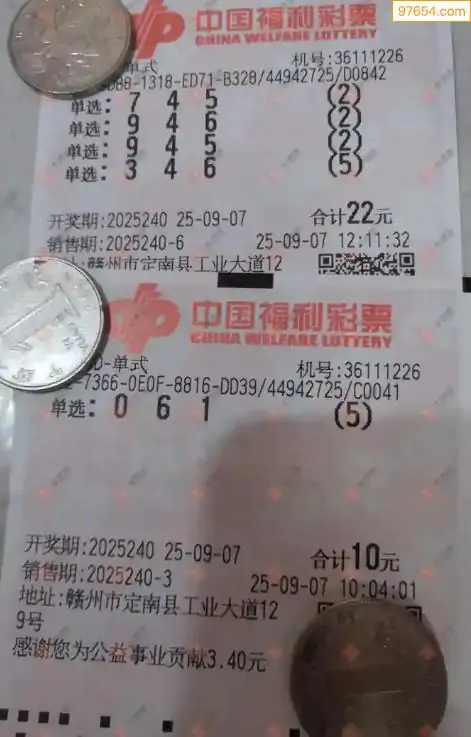 97654.com
中国福利彩票
CHINA WELFARE LOTTERY
单式 机号:36111226
DB8-1318-ED71-B328/44942725/D0842
单选: 7 4 5 (2)
单选: 9 4 6 (2)
单选: 9 4 5 (2)
单选: 3 4 6 (5)
开奖期:2025240 25-09-07 合计22元
销售期:2025240-6 25-09-07 12:11:32
址:赣州市定南县工业大道12
中国福利彩票
CHINA WELFARE LOTTERY
D-单式 机号:36111226
-7366-0E0F-8816-DD39/44942725/C0041
单选: 0 6 1 (5)
开奖期:2025240 25-09-07 合计10元
销售期:2025240-3 25-09-07 10:04:01
地址:赣州市定南县工业大道12
9号
感谢您为公益事业贡献3.40元